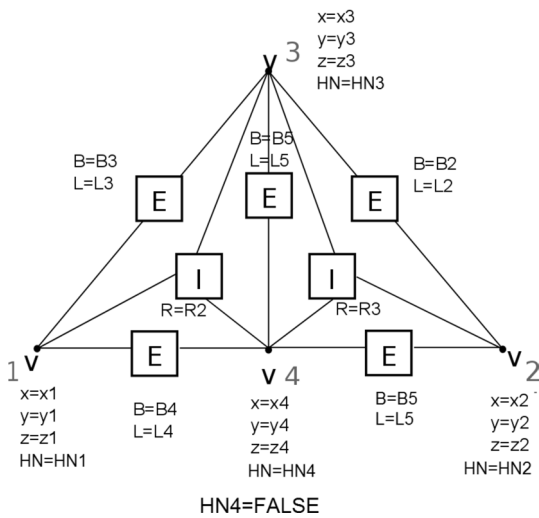 V 3
x=x3
y=y3
z=z3
HN=HN3
B=B3
L=L3
B=B5
L=L5
B=B2
L=L2
E
E
E
I
I
R=R2
R=R3
E
E
1 V
V 4
V 2
x=x1
y=y1
z=z1
HN=HN1
B=B4
L=L4
x=x4
y=y4
z=z4
HN=HN4
B=B5
L=L5
x=x2
y=y2
z=z2
HN=HN2
HN4=FALSE